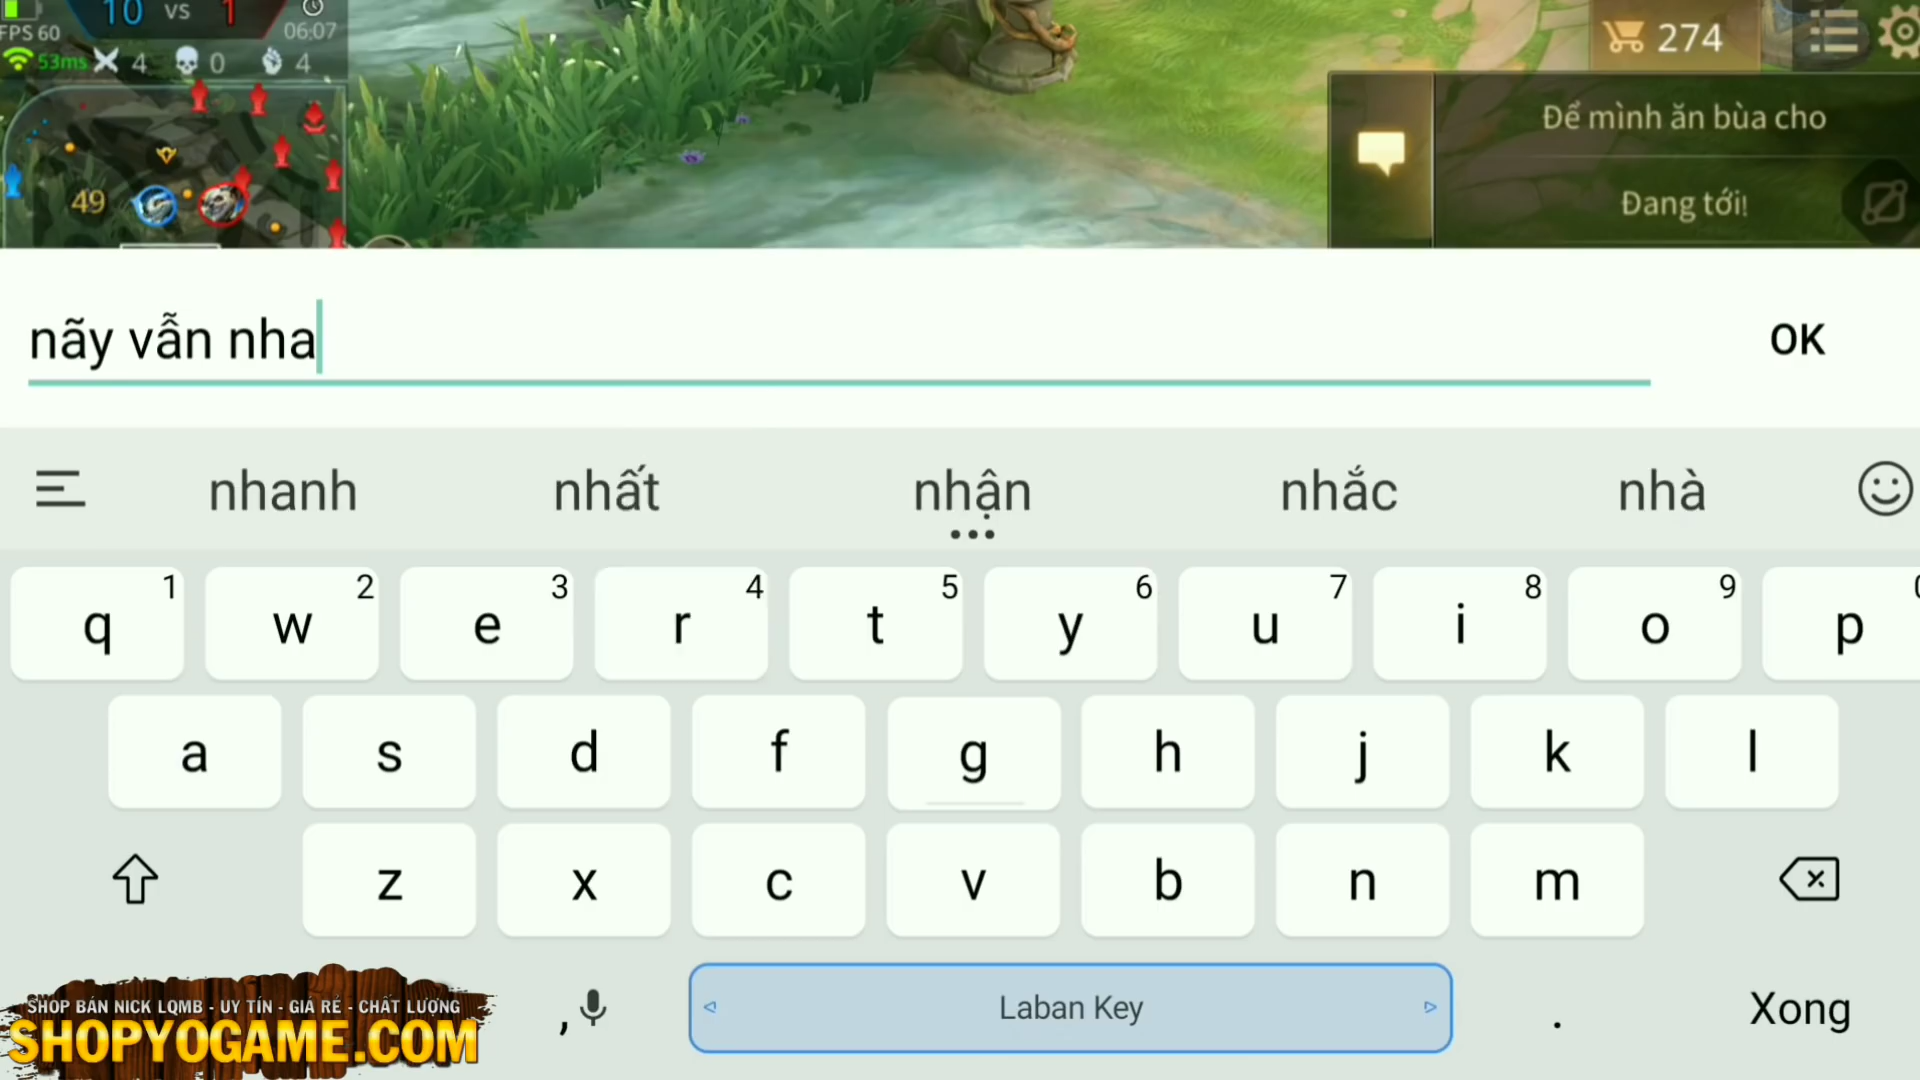 10 vs 1
FPS 60
06:07
53ms 4 0 4
274
49
Để mình ăn bùa cho
Đang tới!
nãy vẫn nha
OK
nhanh nhất nhận nhắc nhà
1 2 3 4 5 6 7 8 9 0
q w e r t y u i o p
a s d f g h j k l
z x c v b n m
, Laban Key . Xong
SHOP BÁN NICK LQMB - UY TÍN - GIÁ RẺ - CHẤT LƯỢNG
SHOPYOGAME.COM